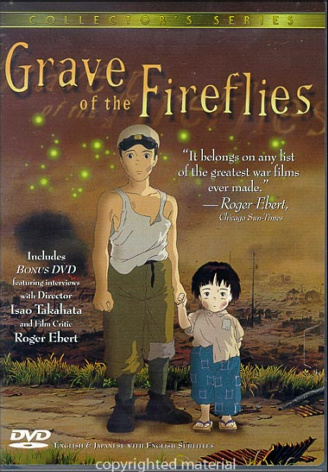 COLLECTOR'S SERIES
Grave
of the
Fireflies
"It belongs on any list
of the greatest war films
ever made."
—Roger Ebert,
Chicago Sun-Times
Includes
BONUS DVD
featuring interviews
with Director
Isao Takahata
and Film Critic
Roger Ebert
DVD
VIDEO
ENGLISH & JAPANESE WITH ENGLISH SUBTITLES
copyrighted material